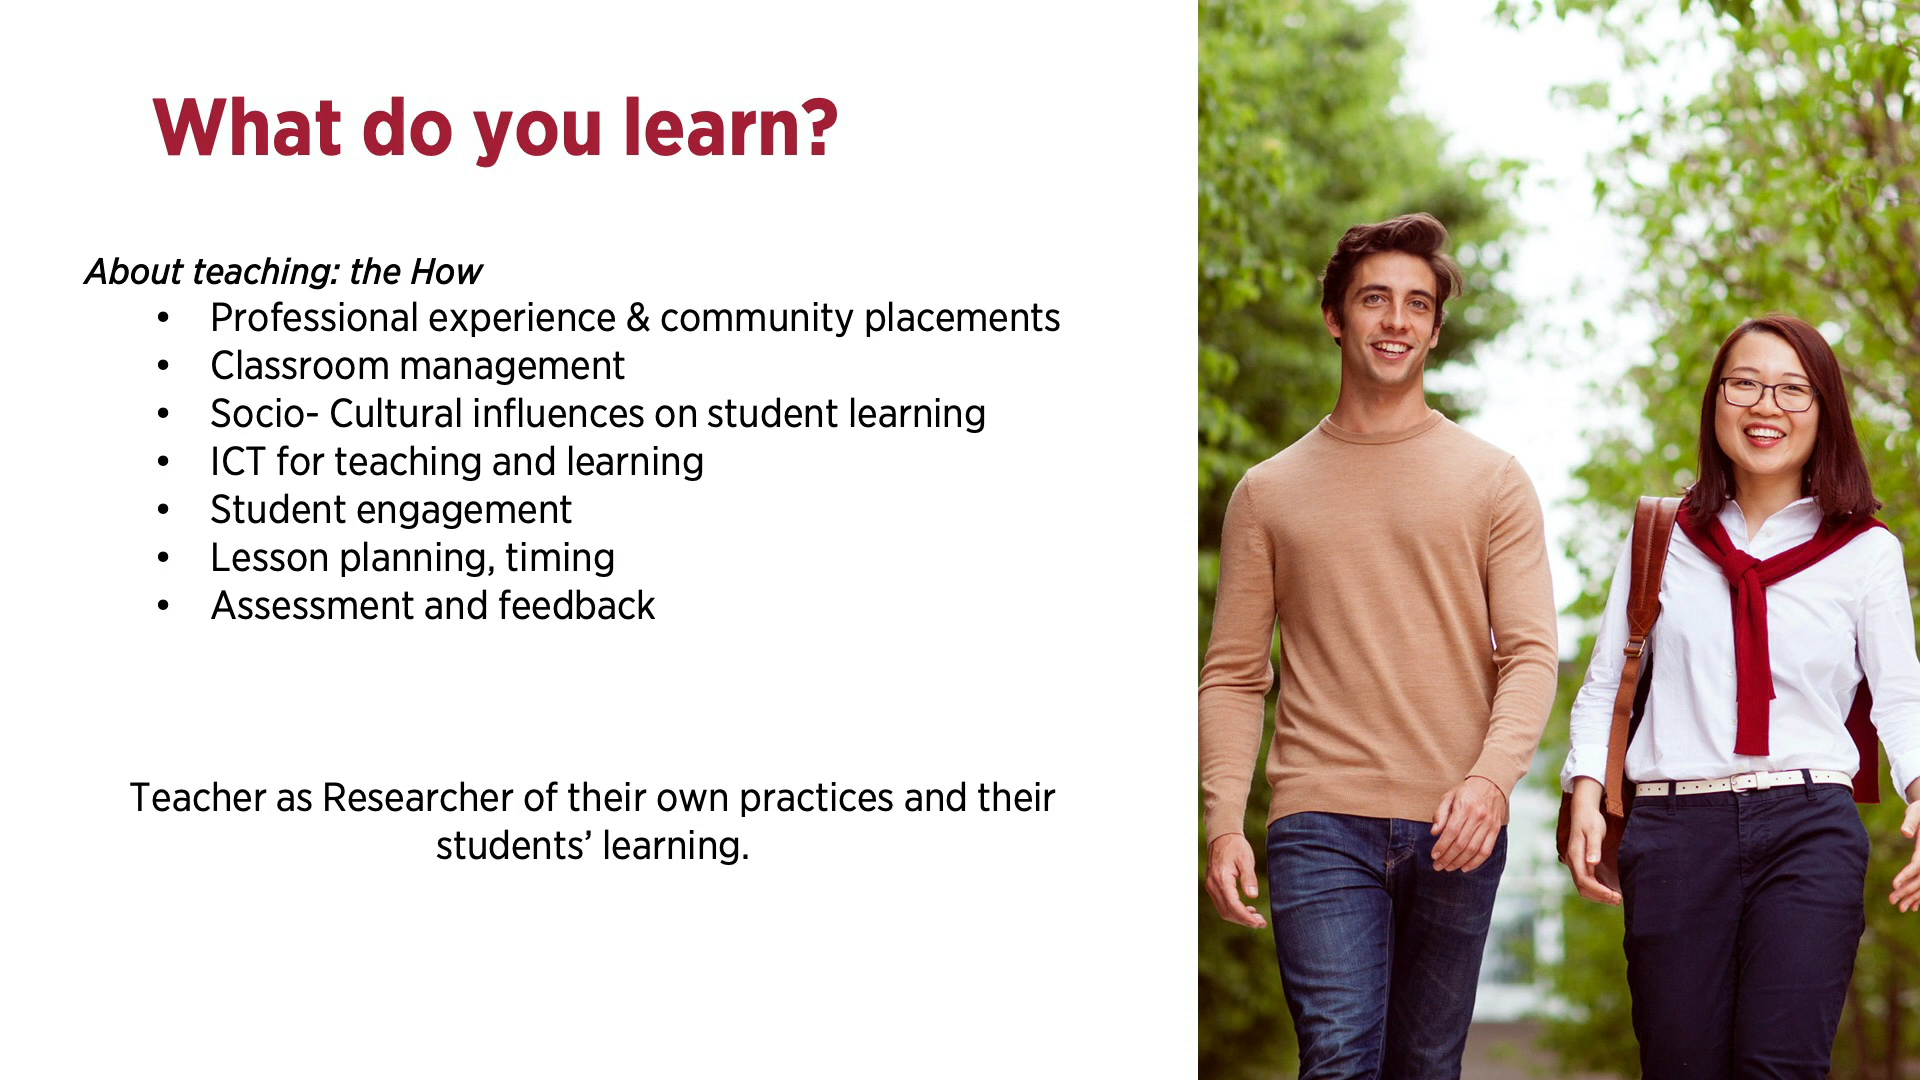 What do you learn?
About teaching: the How
• Professional experience & community placements
• Classroom management
• Socio- Cultural influences on student learning
• ICT for teaching and learning
• Student engagement
• Lesson planning, timing
• Assessment and feedback
Teacher as Researcher of their own practices and their
students’ learning.